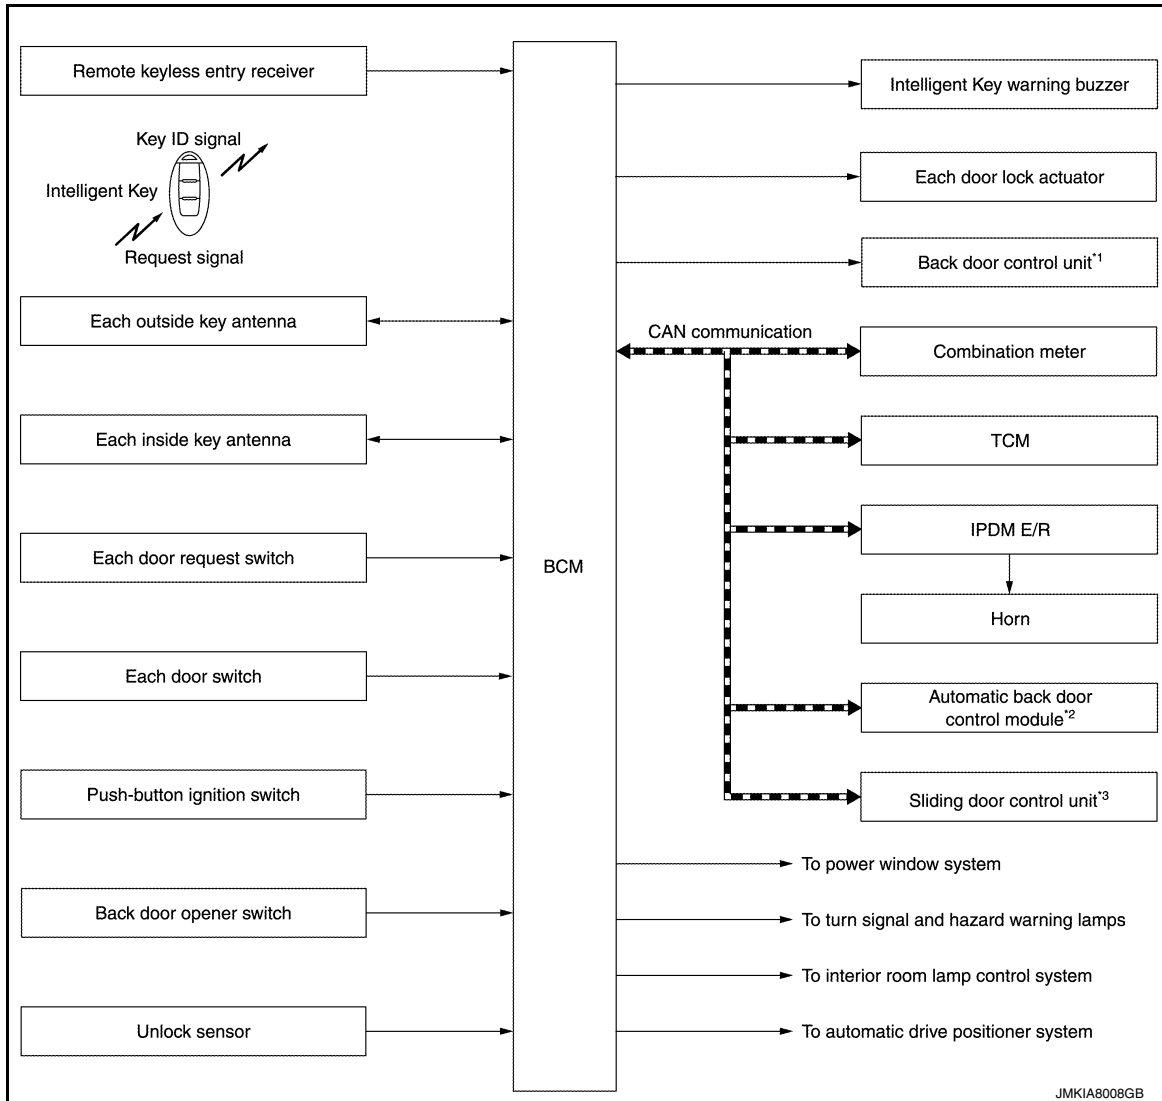 Remote keyless entry receiver
Key ID signal
Intelligent Key
Request signal
Each outside key antenna
Each inside key antenna
Each door request switch
Each door switch
Push-button ignition switch
Back door opener switch
Unlock sensor
BCM
Intelligent Key warning buzzer
Each door lock actuator
Back door control unit*1
CAN communication
Combination meter
TCM
IPDM E/R
Horn
Automatic back door
control module*2
Sliding door control unit*3
To power window system
To turn signal and hazard warning lamps
To interior room lamp control system
To automatic drive positioner system
JMKIA8008GB